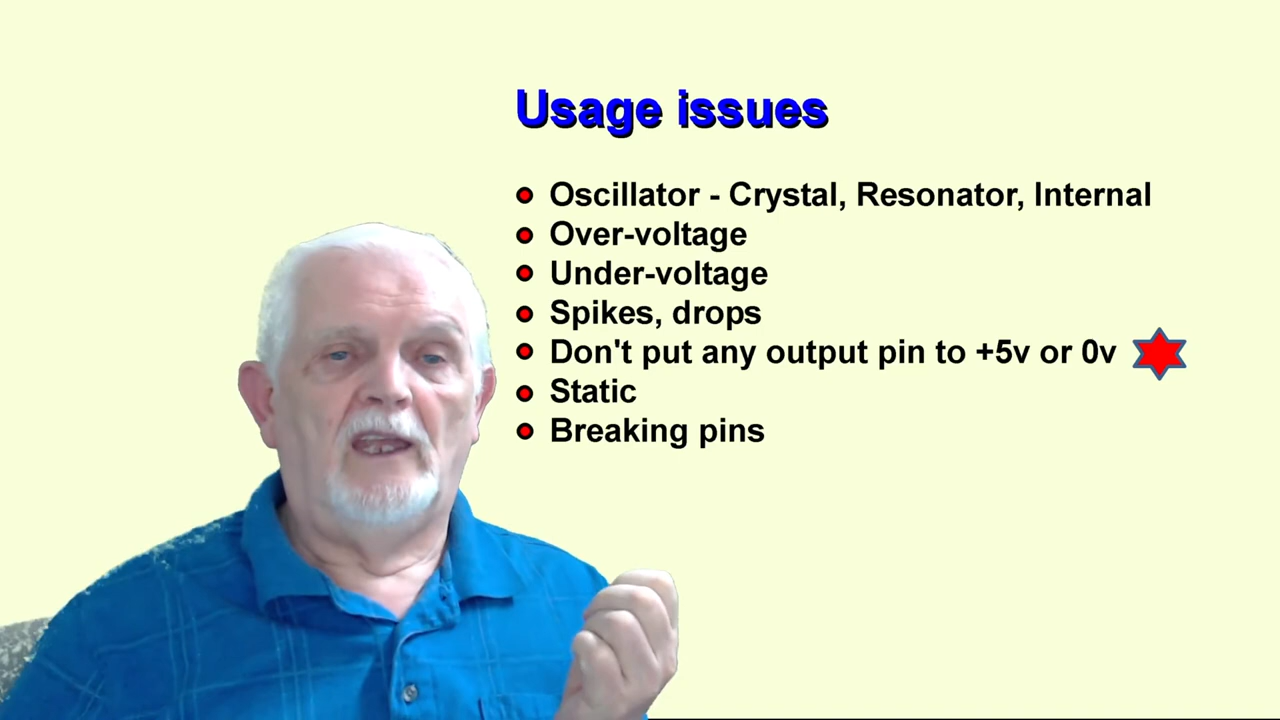 Usage issues
Oscillator - Crystal, Resonator, Internal
Over-voltage
Under-voltage
Spikes, drops
Don't put any output pin to +5v or 0v
Static
Breaking pins